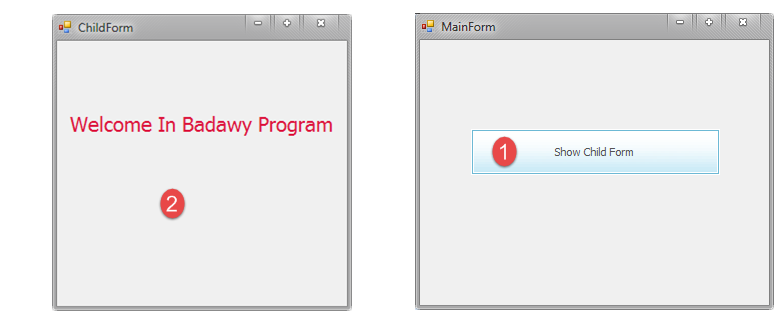 ChildForm
Welcome In Badawy Program
2
MainForm
1
Show Child Form